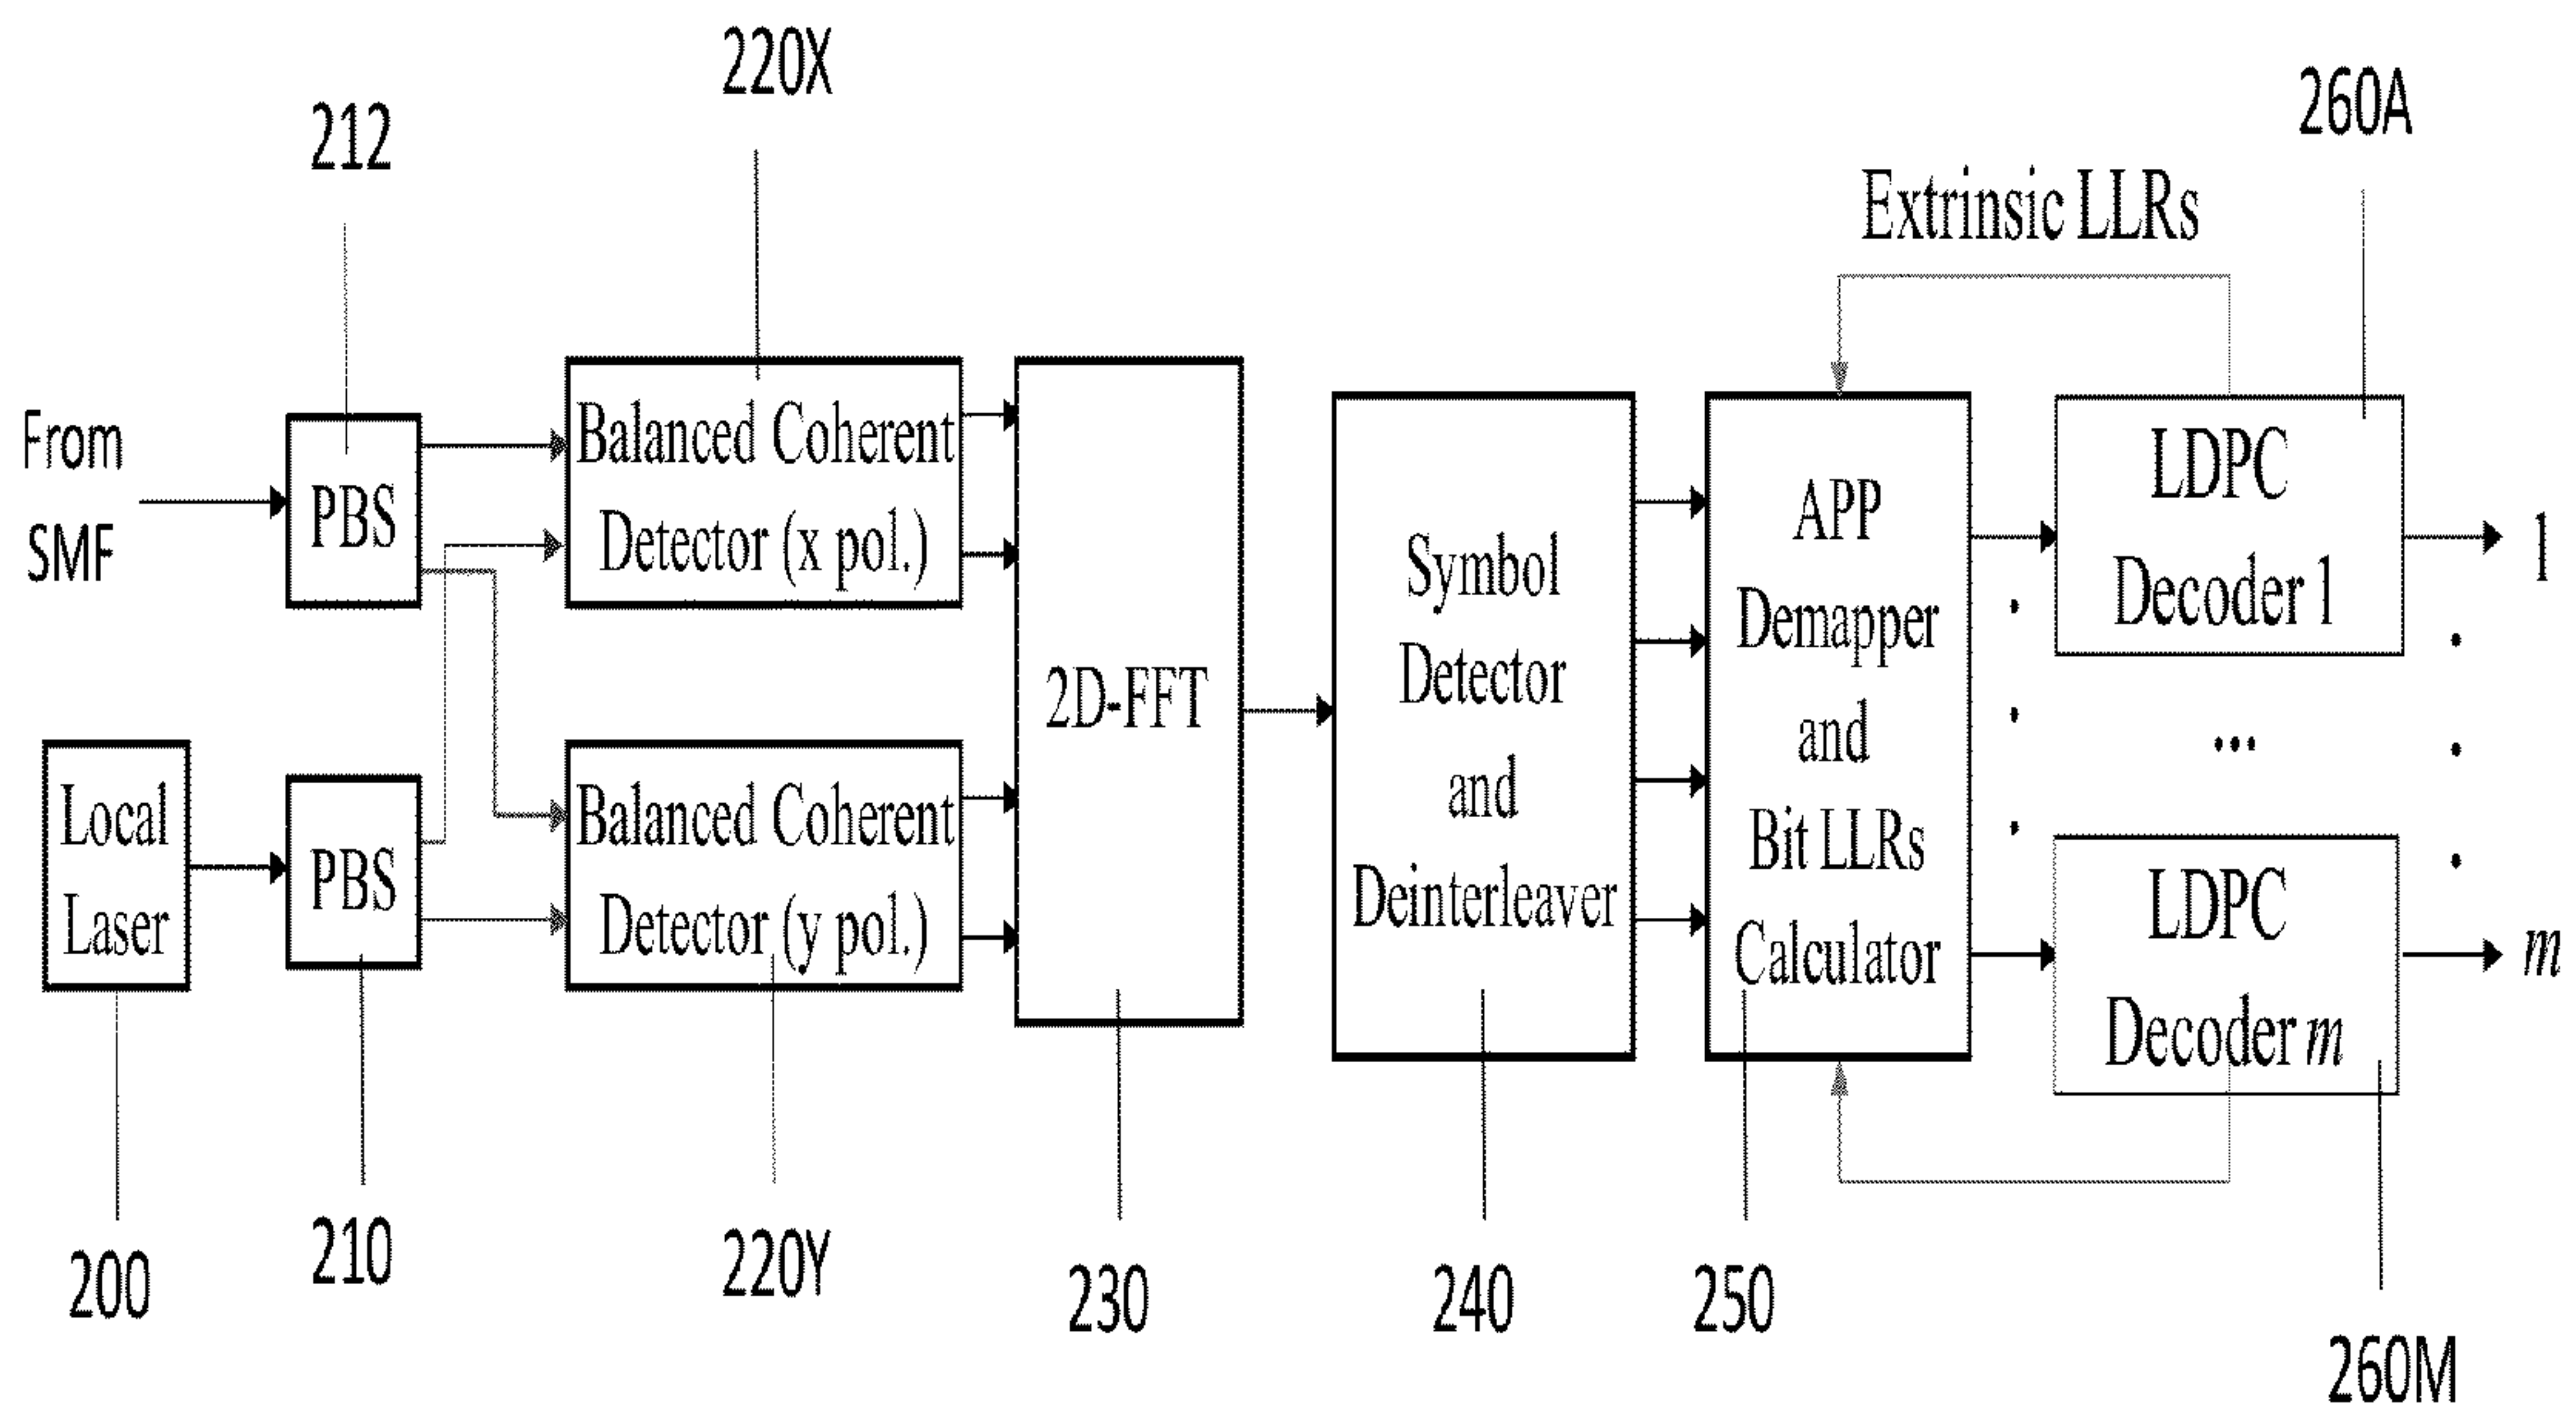 220X
260A
212
Extrinsic LLRs
From
SMF
PBS
Balanced Coherent
Detector (x pol.)
2D-FFT
Symbol
Detector
and
Deinterleaver
APP
Demapper
and
Bit LLRs
Calculator
LDPC
Decoder 1
1
...
Local
Laser
PBS
Balanced Coherent
Detector (y pol.)
LDPC
Decoder m
m
200
210
220Y
230
240
250
260M